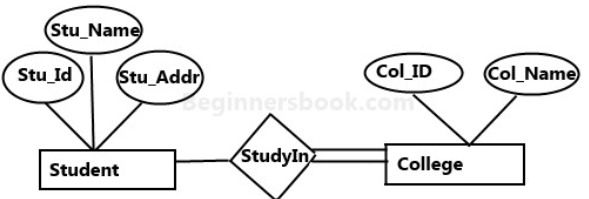 Stu_Name
Stu_Id
Stu_Addr
Col_ID
Col_Name
Beginnersbook.com
Student
StudyIn
College